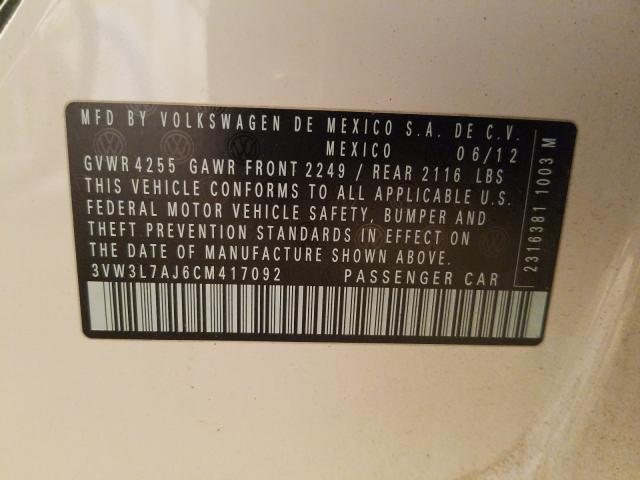 MFD BY VOLKSWAGEN DE MEXICO S.A. DE C.V.
MEXICO 06/12
GVWR 4255 GAWR FRONT 2249 / REAR 2116 LBS
THIS VEHICLE CONFORMS TO ALL APPLICABLE U.S.
FEDERAL MOTOR VEHICLE SAFETY, BUMPER AND
THEFT PREVENTION STANDARDS IN EFFECT ON
THE DATE OF MANUFACTURE SHOWN ABOVE.
3VW3L7AJ6CM417092 PASSENGER CAR
2316381 1003 M